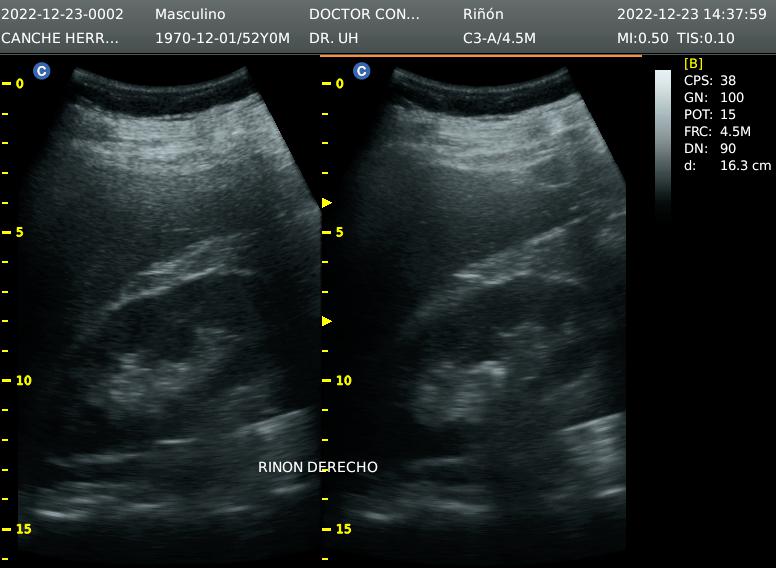 2022-12-23-0002 Masculino DOCTOR CON... Riñón 2022-12-23 14:37:59
CANCHE HERR... 1970-12-01/52Y0M DR. UH C3-A/4.5M MI:0.50 TIS:0.10
C C
[B]
CPS: 38
GN: 100
POT: 15
FRC: 4.5M
DN: 90
d: 16.3 cm
0 0
5 5
10 10
RINON DERECHO
15 15